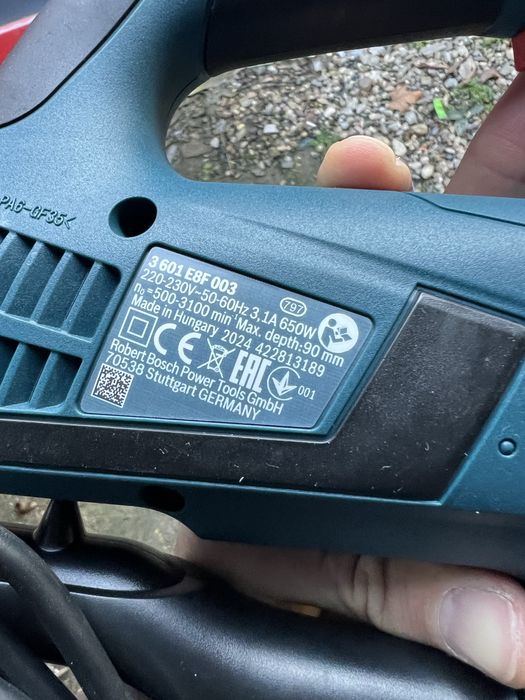 PA6-GF35<
3 601 E8F 003
220-230V~50-60Hz 3,1A 650W
797
n₀=500-3100 min⁻¹ Max. depth:90 mm
Made in Hungary 2024 422813189
CE EAC 001
Robert Bosch Power Tools GmbH
70538 Stuttgart GERMANY